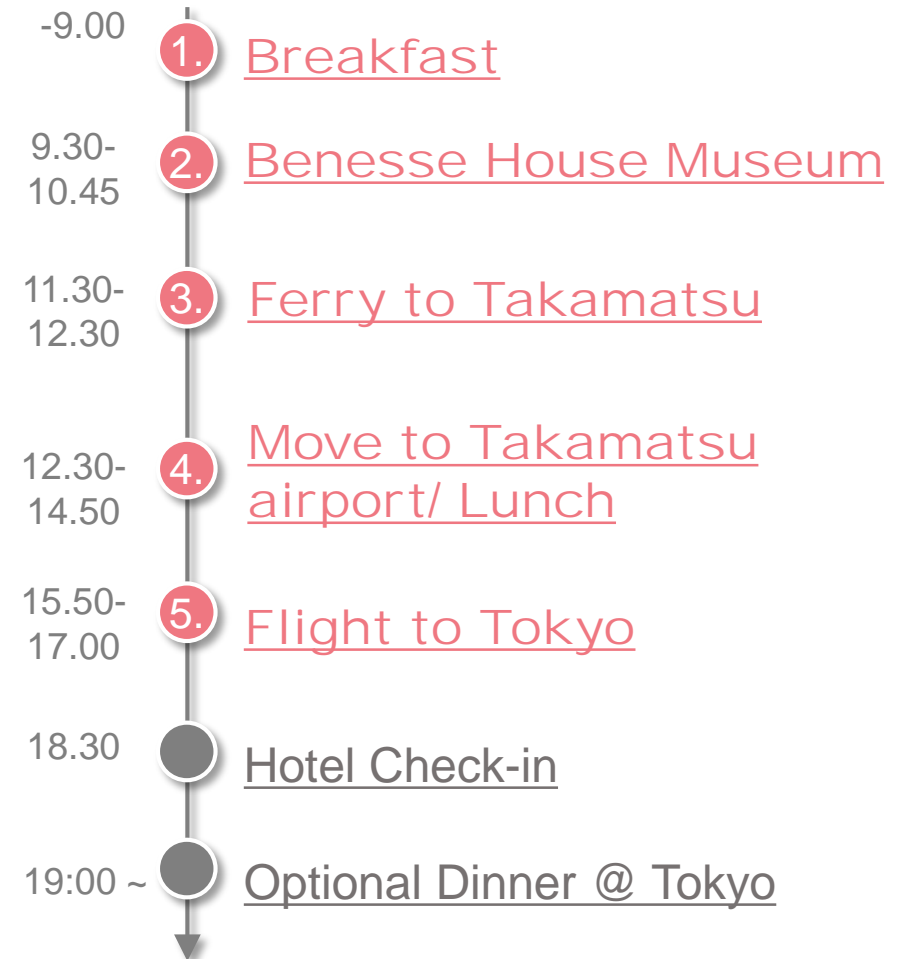 -9.00
1. Breakfast
9.30-
10.45
2. Benesse House Museum
11.30-
12.30
3. Ferry to Takamatsu
12.30-
14.50
4. Move to Takamatsu
airport/ Lunch
15.50-
17.00
5. Flight to Tokyo
18.30
Hotel Check-in
19:00 ~
Optional Dinner @ Tokyo